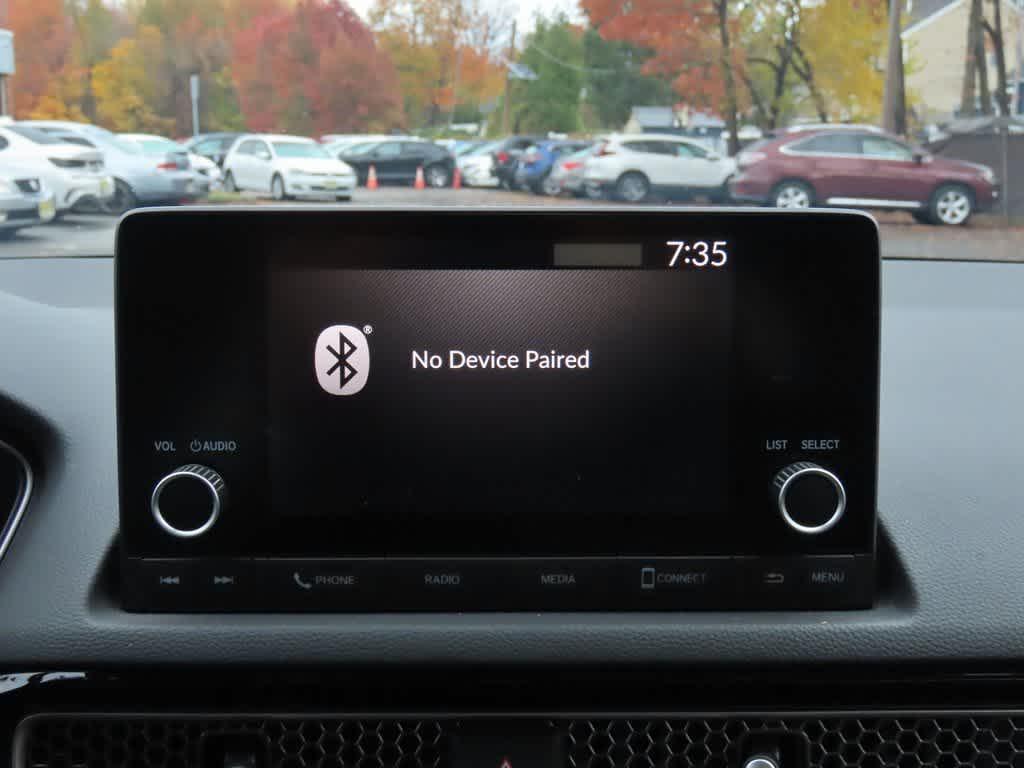 7:35
®
No Device Paired
VOL AUDIO
LIST SELECT
PHONE RADIO MEDIA CONNECT MENU